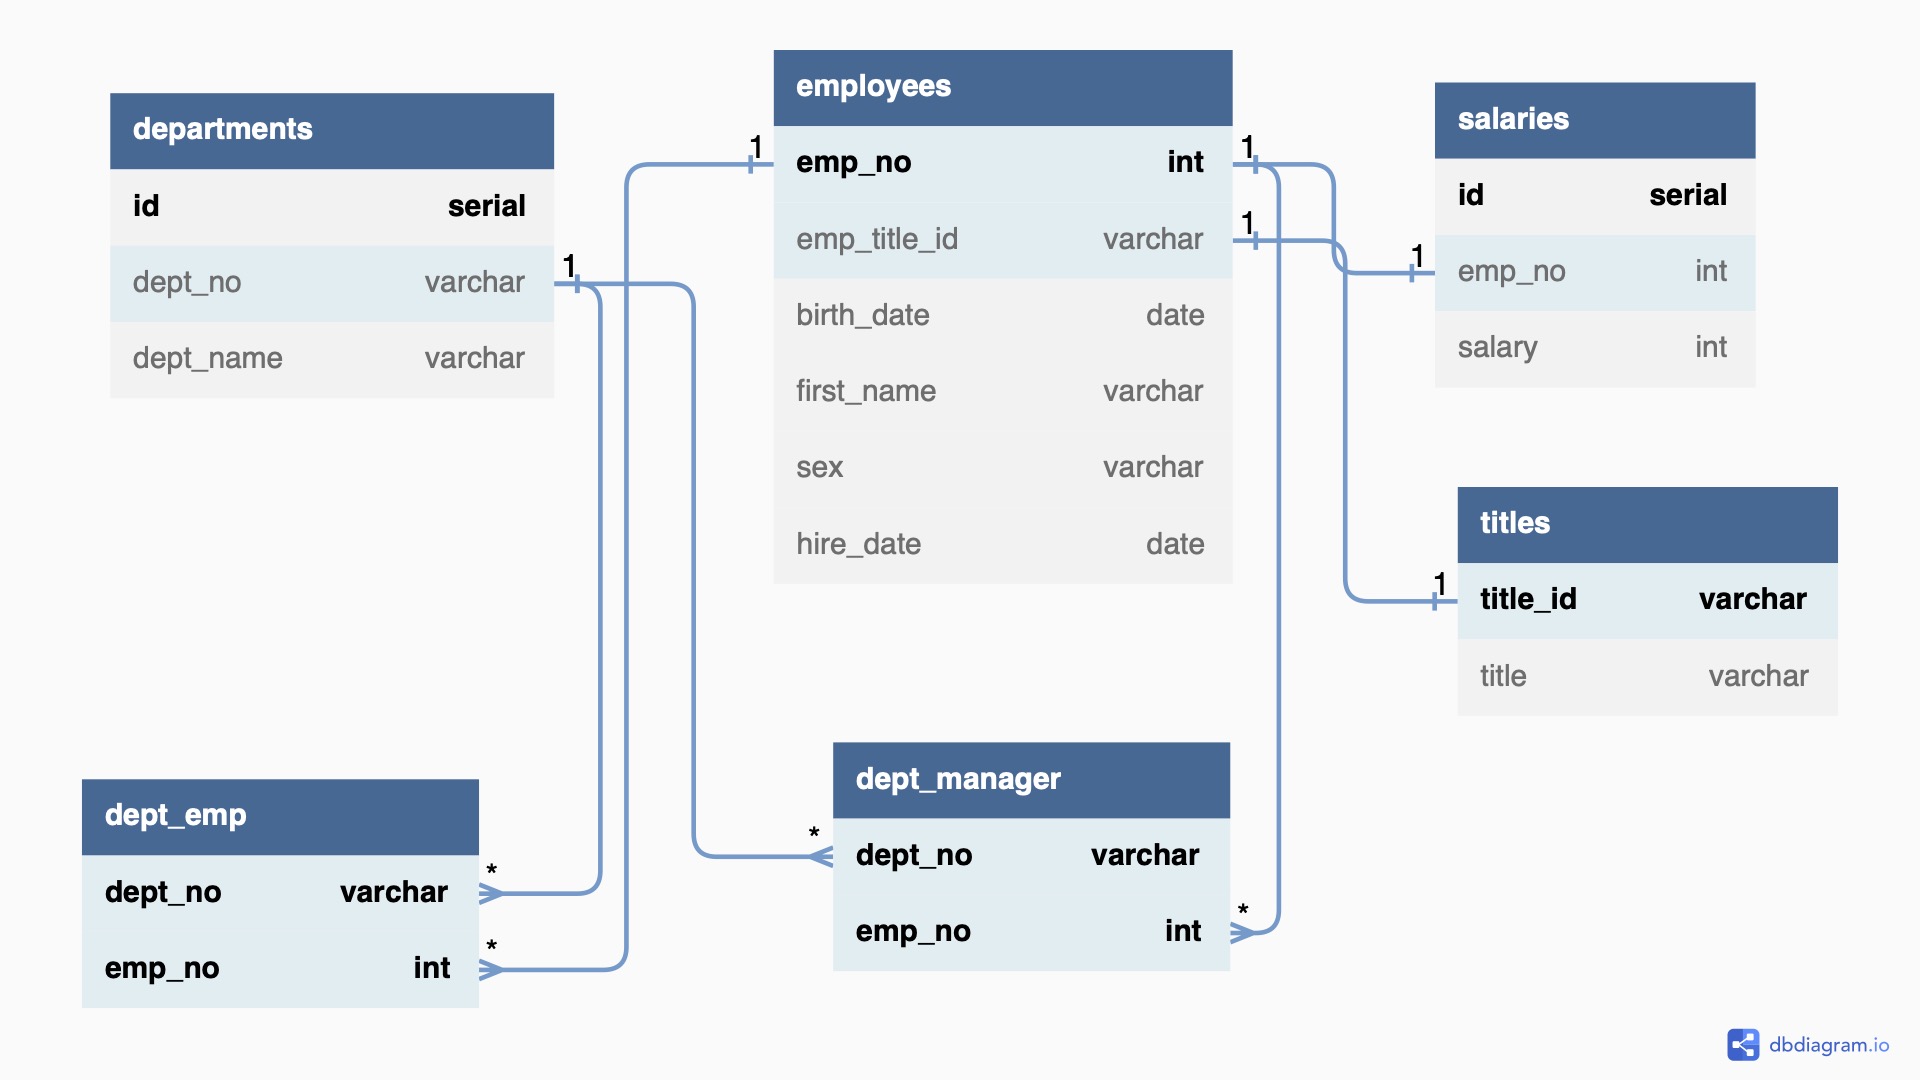 departments
id serial
dept_no varchar
dept_name varchar
1
employees
1 emp_no int 1
emp_title_id varchar 1
birth_date date
first_name varchar
sex varchar
hire_date date
salaries
id serial
1 emp_no int
salary int
titles
1 title_id varchar
title varchar
dept_emp
dept_no varchar *
emp_no int *
dept_manager
* dept_no varchar
emp_no int *
dbdiagram.io